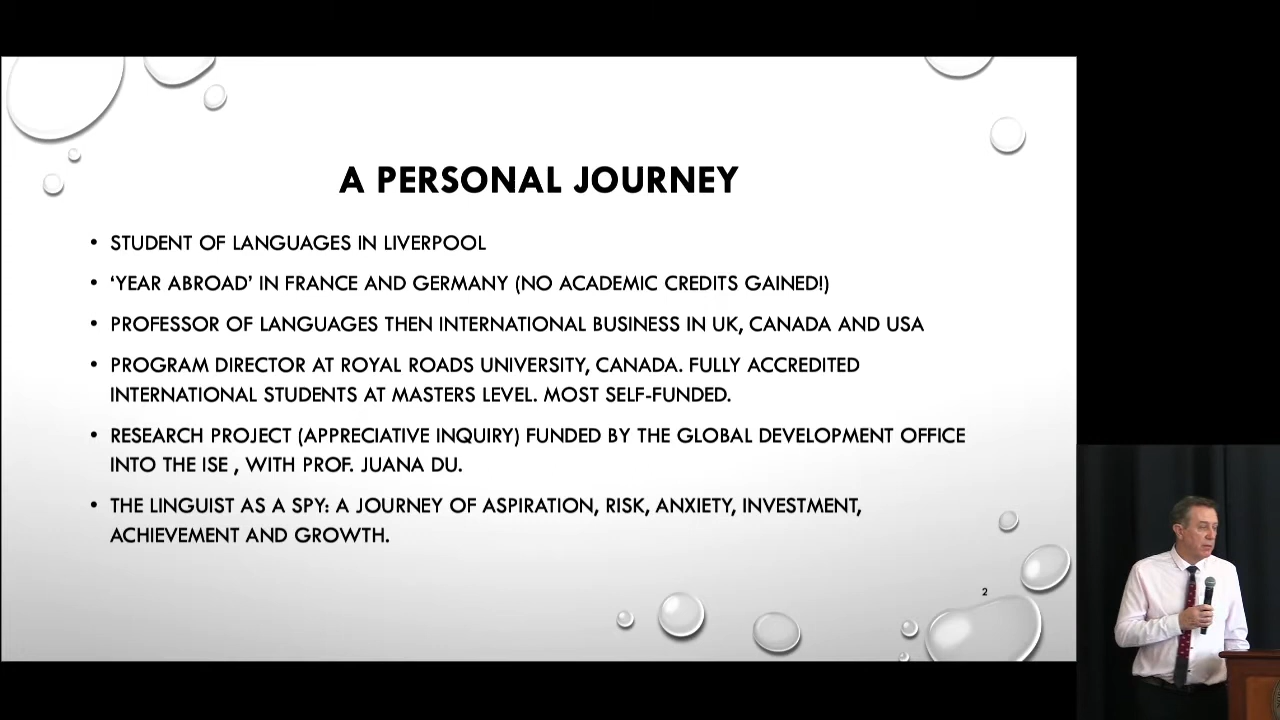 A PERSONAL JOURNEY
• STUDENT OF LANGUAGES IN LIVERPOOL
• ‘YEAR ABROAD’ IN FRANCE AND GERMANY (NO ACADEMIC CREDITS GAINED!)
• PROFESSOR OF LANGUAGES THEN INTERNATIONAL BUSINESS IN UK, CANADA AND USA
• PROGRAM DIRECTOR AT ROYAL ROADS UNIVERSITY, CANADA. FULLY ACCREDITED
INTERNATIONAL STUDENTS AT MASTERS LEVEL. MOST SELF-FUNDED.
• RESEARCH PROJECT (APPRECIATIVE INQUIRY) FUNDED BY THE GLOBAL DEVELOPMENT OFFICE
INTO THE ISE , WITH PROF. JUANA DU.
• THE LINGUIST AS A SPY: A JOURNEY OF ASPIRATION, RISK, ANXIETY, INVESTMENT,
ACHIEVEMENT AND GROWTH.
2